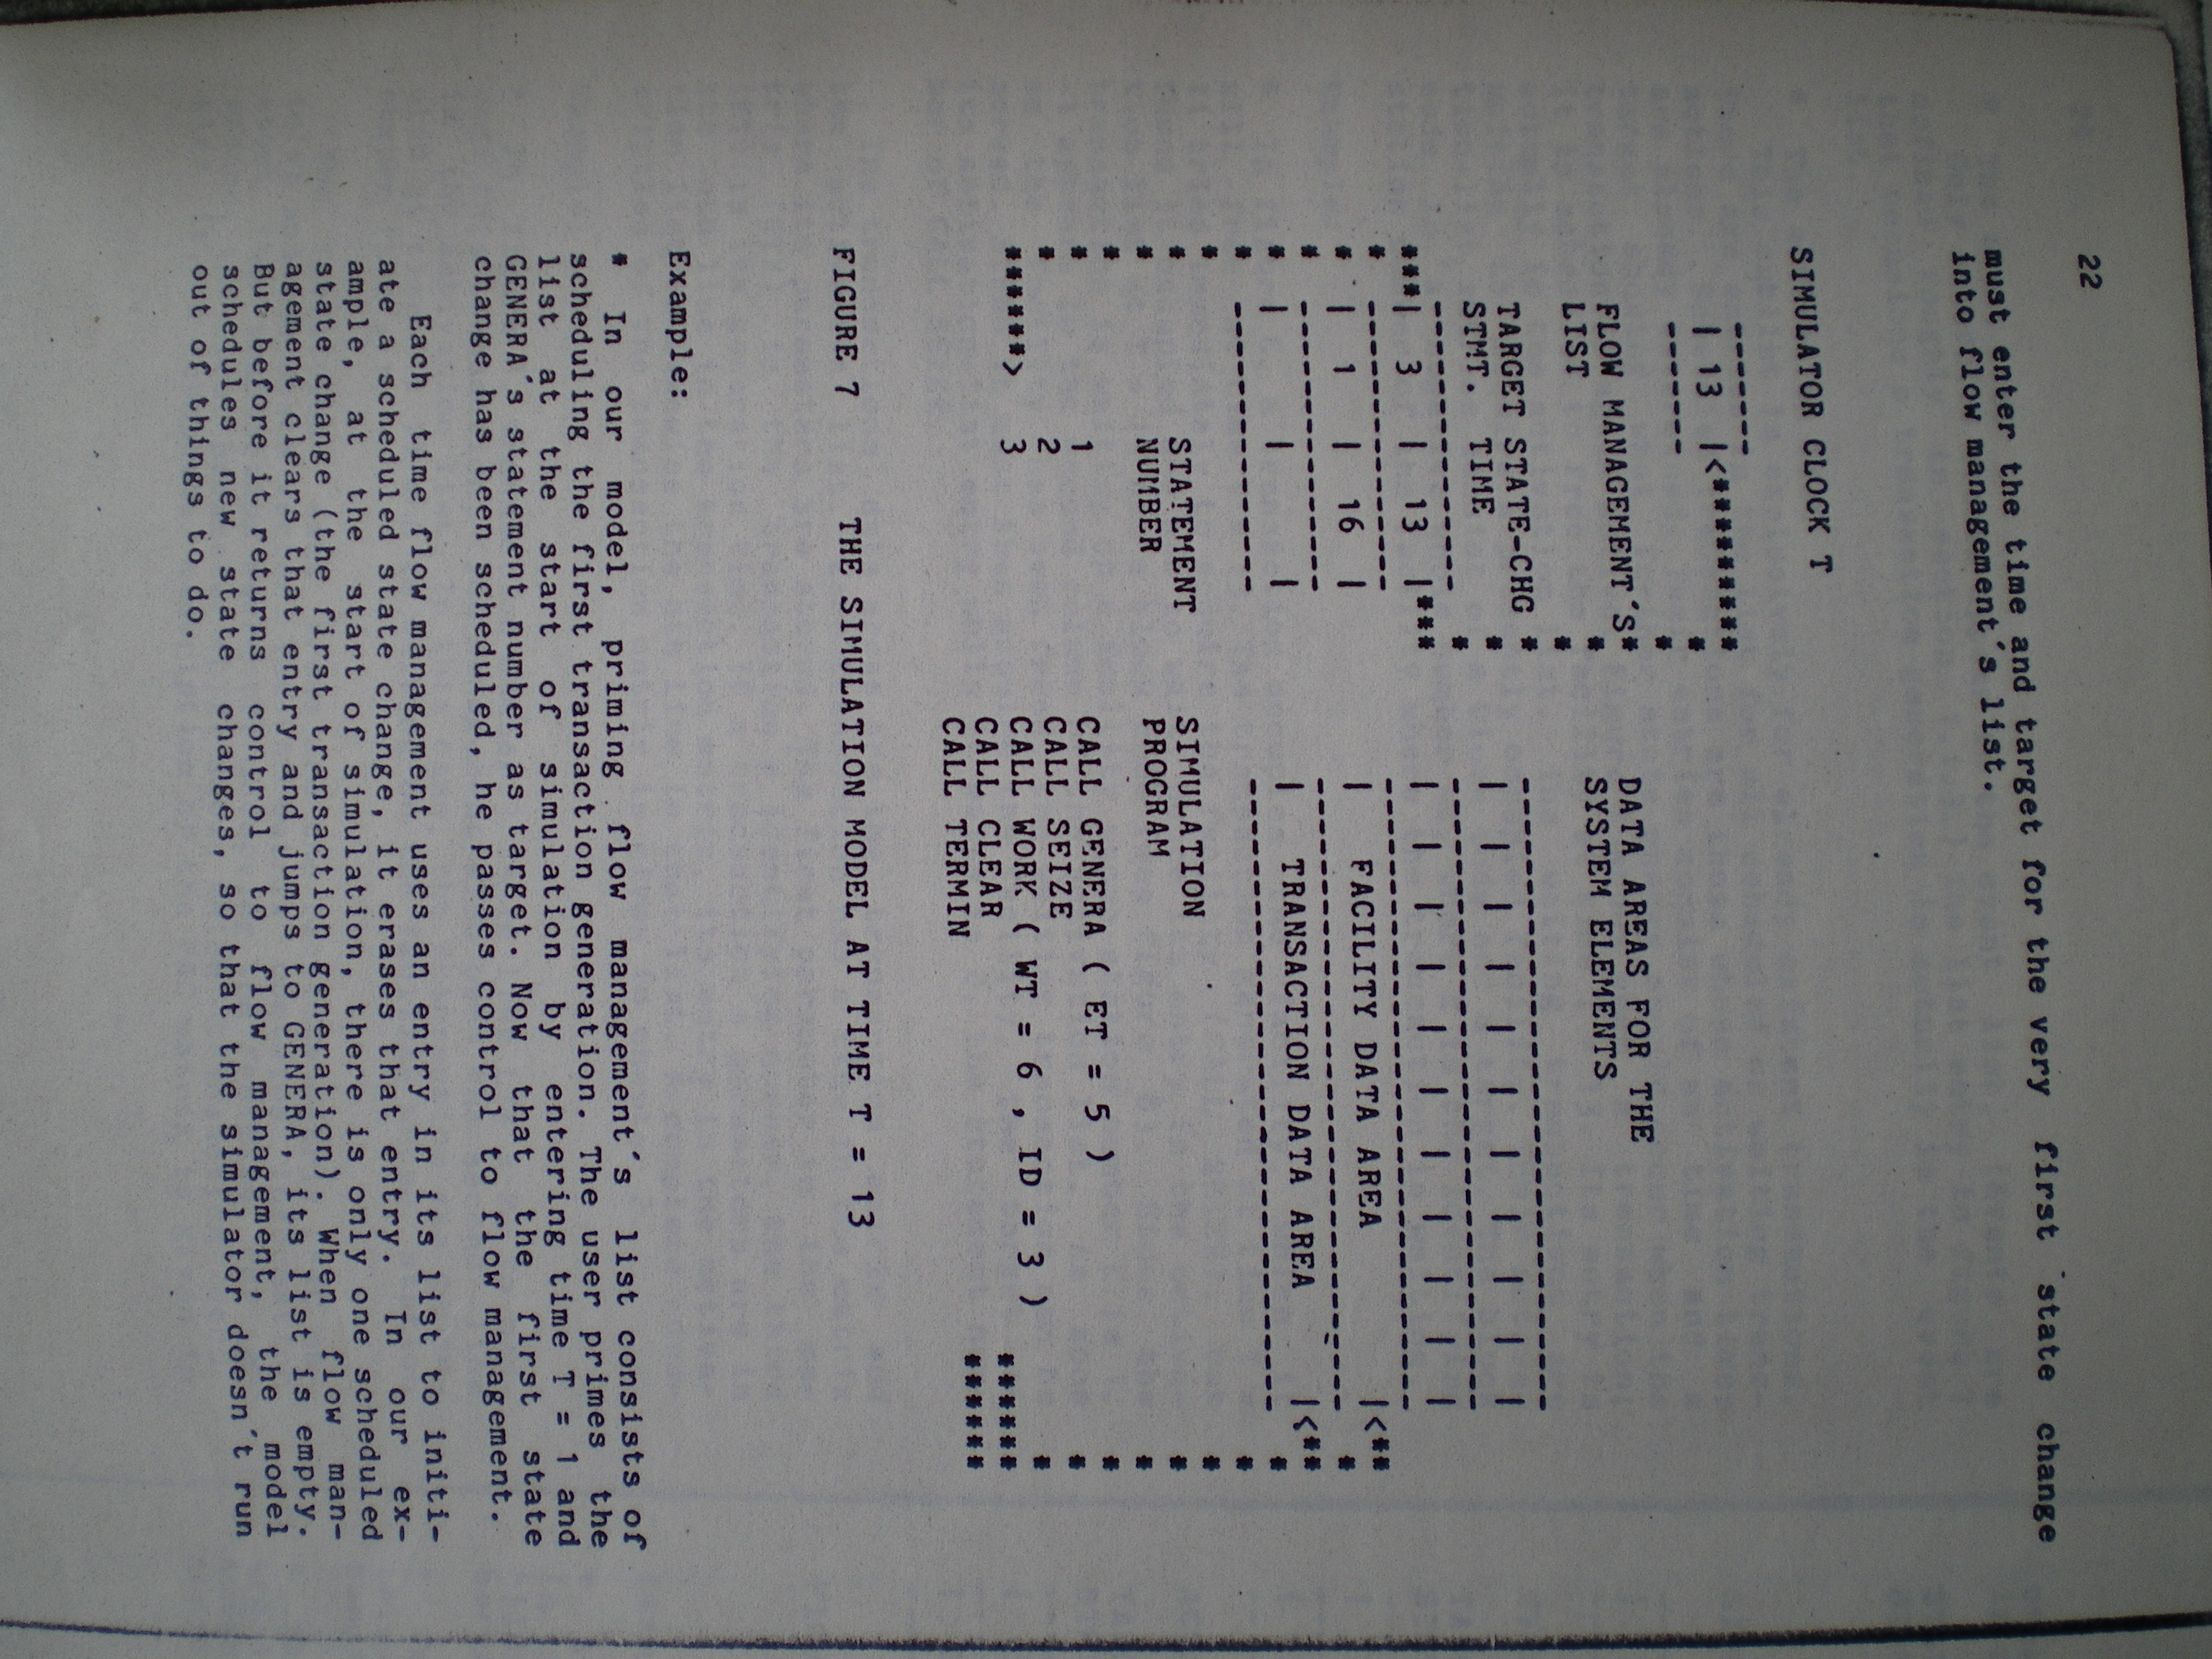 22
must enter the time and target for the very first state change
into flow management's list.
SIMULATOR CLOCK T
-------
| 13 |<*********
-------
FLOW MANAGEMENT'S* DATA AREAS FOR THE
LIST * SYSTEM ELEMENTS
TARGET STATE-CHG * -------------------------------------
STMT. TIME * | | | | | | | | | | |
----------------- * -------------------------------------
***| 3 | 13 |*** | | | | | | | | | | |
* ----------------- -------------------------------------
* | 1 | 16 | | FACILITY DATA AREA |<**
* ----------------- ------------------------------------- *
* | | | | TRANSACTION DATA AREA |<**
* ----------------- ------------------------------------- *
* *
* STATEMENT SIMULATION *
* NUMBER PROGRAM *
* *
* 1 CALL GENERA ( ET = 5 ) *
* 2 CALL SEIZE *
******> 3 CALL WORK ( WT = 6 , ID = 3 ) ******
CALL CLEAR ******
CALL TERMIN
FIGURE 7 THE SIMULATION MODEL AT TIME T = 13
Example:
* In our model, priming flow management's list consists of
scheduling the first transaction generation. The user primes the
list at the start of simulation by entering time T = 1 and
GENERA's statement number as target. Now that the first state
change has been scheduled, he passes control to flow management.
Each time flow management uses an entry in its list to initi-
ate a scheduled state change, it erases that entry. In our ex-
ample, at the start of simulation, there is only one scheduled
state change (the first transaction generation). When flow man-
agement clears that entry and jumps to GENERA, its list is empty.
But before it returns control to flow management, the model
schedules new state changes, so that the simulator doesn't run
out of things to do.